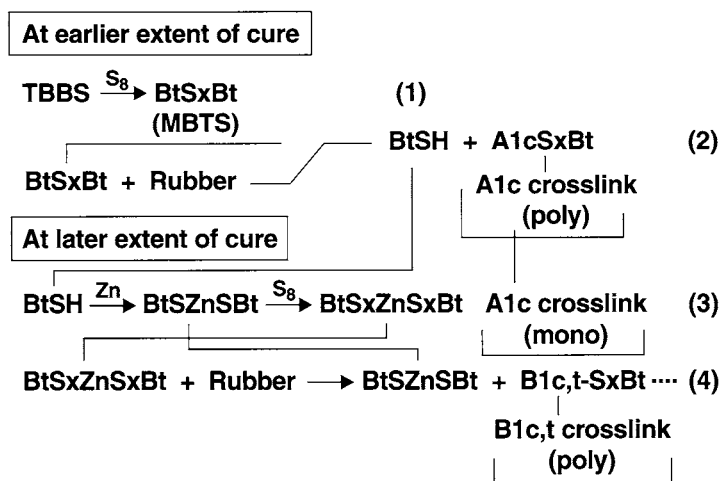 At earlier extent of cure
TBBS S8 BtSxBt (1)
(MBTS)
BtSH + A1cSxBt (2)
BtSxBt + Rubber
A1c crosslink
(poly)
At later extent of cure
BtSH Zn BtSZnSBt S8 BtSxZnSxBt A1c crosslink (3)
(mono)
BtSxZnSxBt + Rubber → BtSZnSBt + B1c,t-SxBt ···· (4)
B1c,t crosslink
(poly)